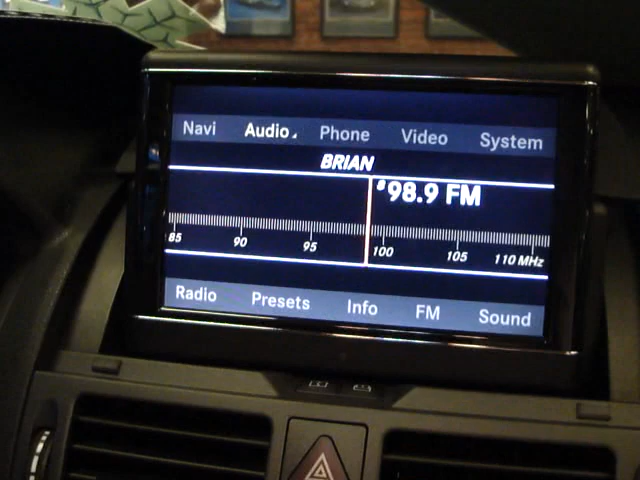 Navi Audio Phone Video System
BRIAN
98.9 FM
85 90 95 100 105 110 MHz
Radio Presets Info FM Sound